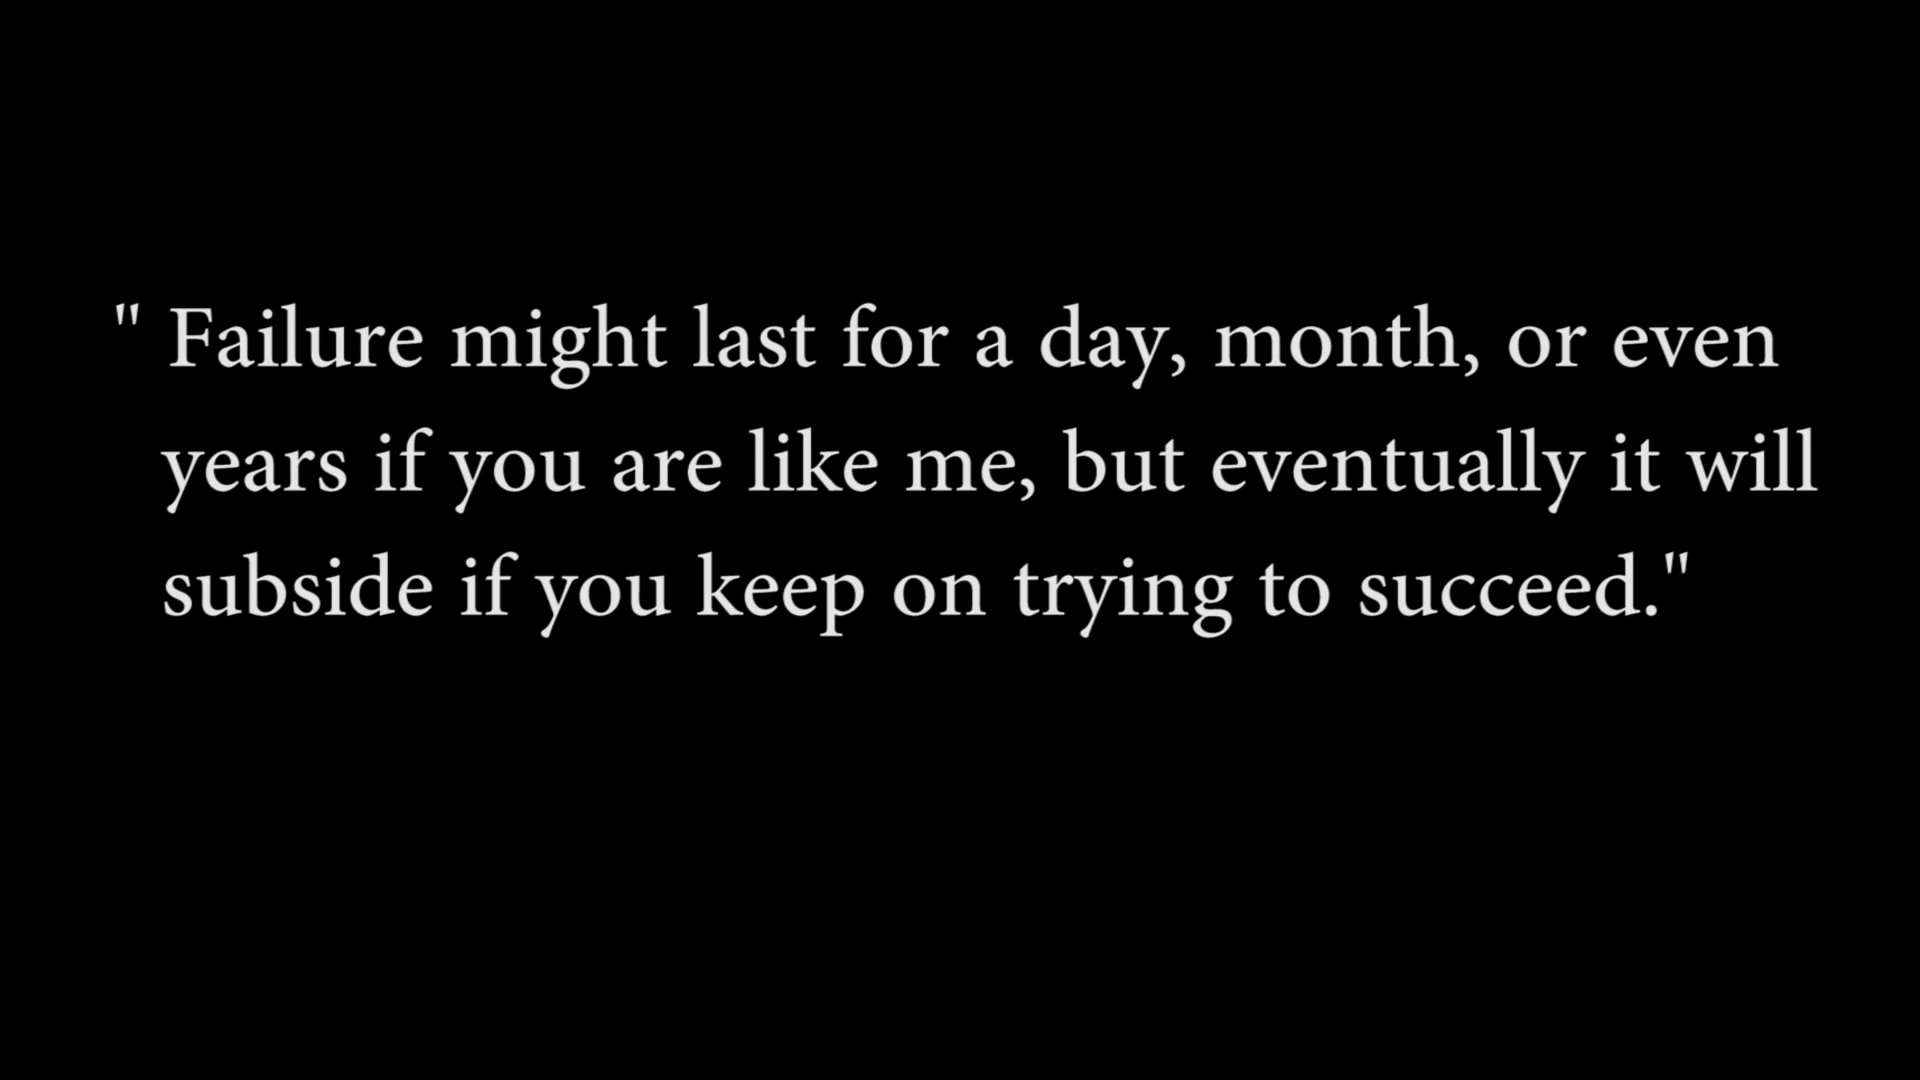 " Failure might last for a day, month, or even
years if you are like me, but eventually it will
subside if you keep on trying to succeed."